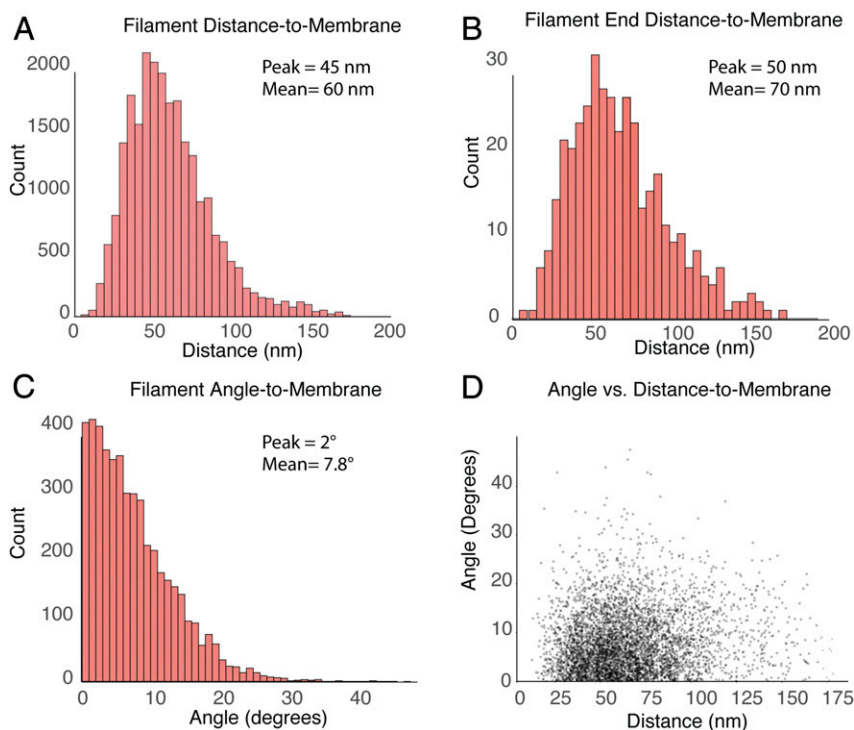 A
Filament Distance-to-Membrane
Peak = 45 nm
Mean= 60 nm
2000
1500
1000
500
0
Count
0 50 100 150 200
Distance (nm)
B
Filament End Distance-to-Membrane
Peak = 50 nm
Mean = 70 nm
30
20
10
0
Count
0 50 100 150 200
Distance (nm)
C
Filament Angle-to-Membrane
Peak = 2°
Mean= 7.8°
400
300
200
100
0
Count
0 10 20 30 40
Angle (degrees)
D
Angle vs. Distance-to-Membrane
40
30
20
10
0
Angle (Degrees)
0 25 50 75 100 125 150 175
Distance (nm)